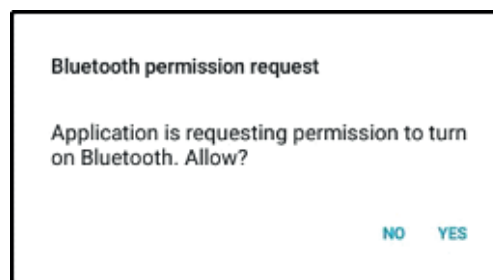 Bluetooth permission request
Application is requesting permission to turn
on Bluetooth. Allow?
NO YES